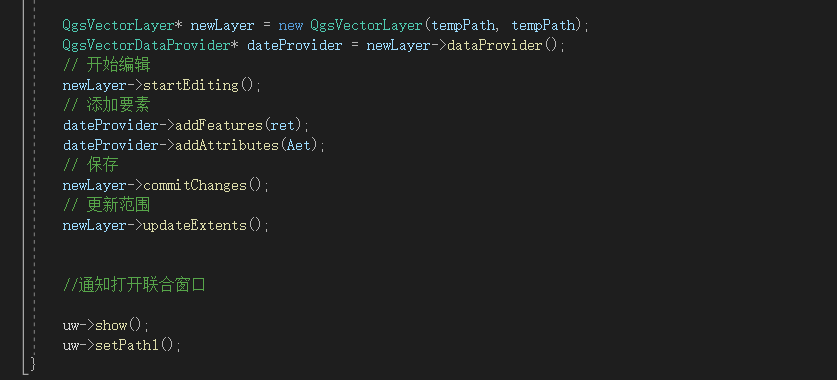 QgsVectorLayer* newLayer = new QgsVectorLayer(tempPath, tempPath);
QgsVectorDataProvider* dateProvider = newLayer->dataProvider();
// 开始编辑
newLayer->startEditing();
// 添加要素
dateProvider->addFeatures(ret);
dateProvider->addAttributes(Aet);
// 保存
newLayer->commitChanges();
// 更新范围
newLayer->updateExtents();
//通知打开联合窗口
uw->show();
uw->setPath1();
}